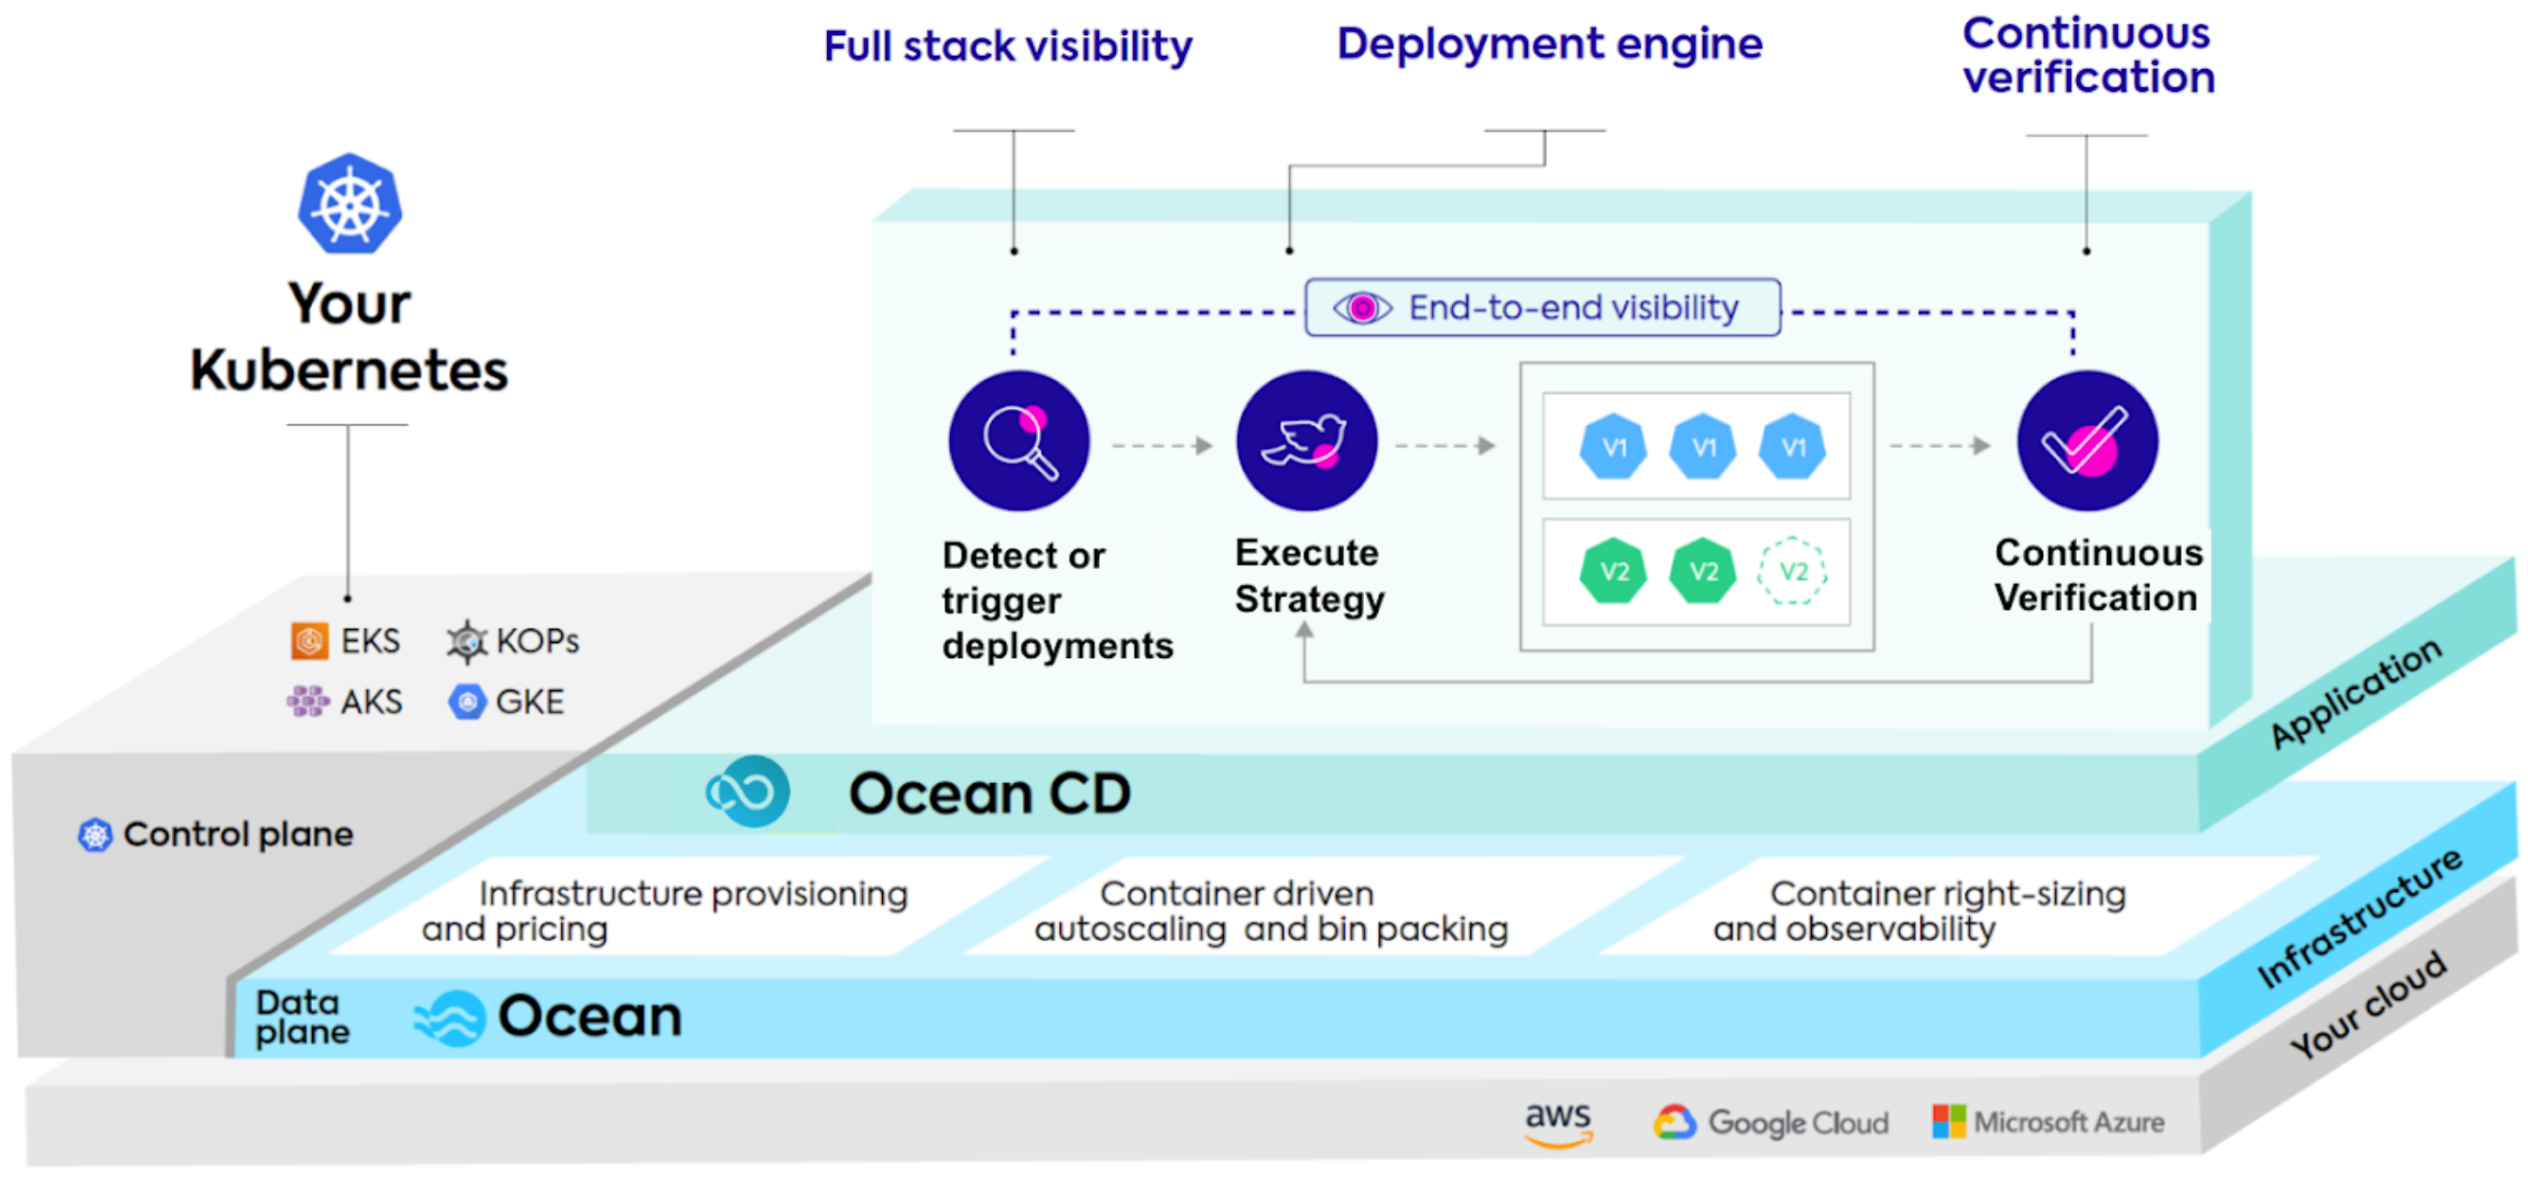 Full stack visibility
Deployment engine
Continuous
verification
Your
Kubernetes
End-to-end visibility
V1 V1 V1
V2 V2 V2
Detect or
trigger
deployments
Execute
Strategy
Continuous
Verification
EKS KOPs
AKS GKE
Control plane
Ocean CD
Application
Infrastructure provisioning
and pricing
Container driven
autoscaling and bin packing
Container right-sizing
and observability
Infrastructure
Data
plane
Ocean
Your cloud
aws Google Cloud Microsoft Azure